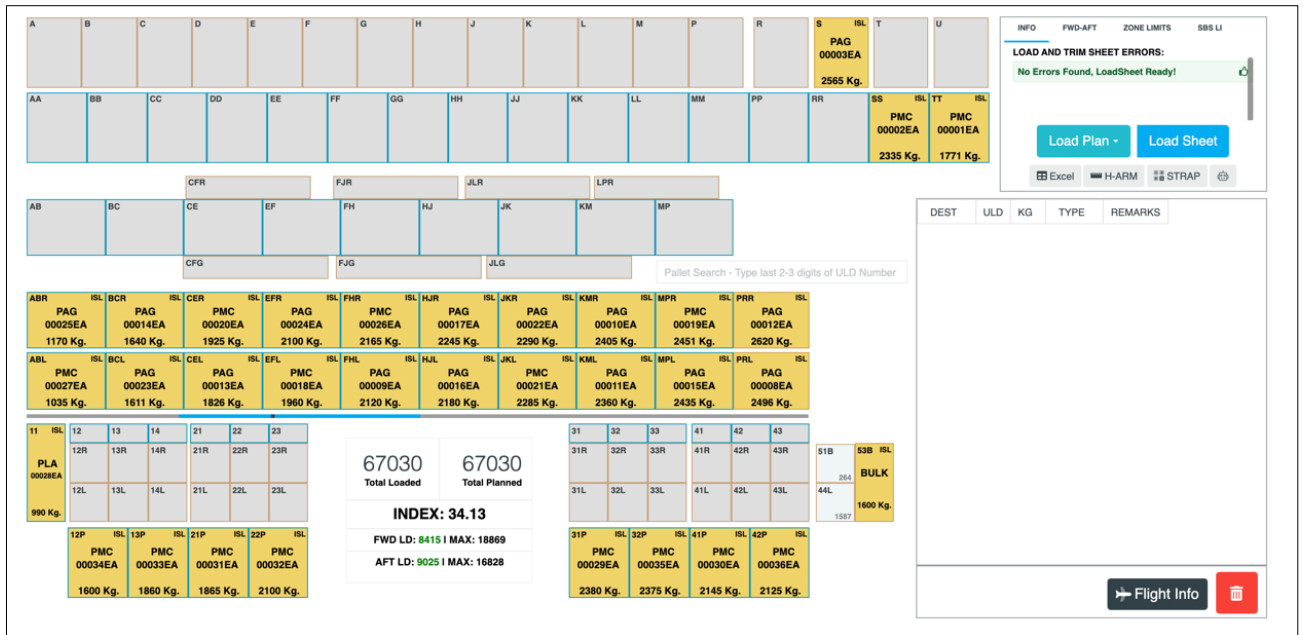 A B C D E F G H J K L M P R S ISL T U
PAG
00003EA
2565 Kg.
AA BB CC DD EE FF GG HH JJ KK LL MM PP RR SS ISL TT ISL
PMC PMC
00002EA 00001EA
2335 Kg. 1771 Kg.
CFR FJR JLR LPR
AB BC CE EF FH HJ JK KM MP
CFG FJG JLG
Pallet Search - Type last 2-3 digits of ULD Number
ABR ISL BCR ISL CER ISL EFR ISL FHR ISL HJR ISL JKR ISL KMR ISL MPR ISL PRR ISL
PAG PAG PMC PAG PMC PAG PAG PAG PMC PAG
00025EA 00014EA 00020EA 00024EA 00026EA 00017EA 00022EA 00010EA 00019EA 00012EA
1170 Kg. 1640 Kg. 1925 Kg. 2100 Kg. 2165 Kg. 2245 Kg. 2290 Kg. 2405 Kg. 2451 Kg. 2620 Kg.
ABL ISL BCL ISL CEL ISL EFL ISL FHL ISL HJL ISL JKL ISL KML ISL MPL ISL PRL ISL
PMC PAG PAG PMC PAG PAG PMC PAG PAG PAG
00027EA 00023EA 00013EA 00018EA 00009EA 00016EA 00021EA 00011EA 00015EA 00008EA
1035 Kg. 1611 Kg. 1826 Kg. 1960 Kg. 2120 Kg. 2180 Kg. 2285 Kg. 2360 Kg. 2435 Kg. 2496 Kg.
11 ISL 12 13 14 21 22 23
12R 13R 14R 21R 22R 23R
PLA
00028EA
12L 13L 14L 21L 22L 23L
990 Kg.
12P ISL 13P ISL 21P ISL 22P ISL
PMC PMC PMC PMC
00034EA 00033EA 00031EA 00032EA
1600 Kg. 1860 Kg. 1865 Kg. 2100 Kg.
67030 67030
Total Loaded Total Planned
INDEX: 34.13
FWD LD: 8415 I MAX: 18869
AFT LD: 9025 I MAX: 16828
31 32 33 41 42 43
31R 32R 33R 41R 42R 43R 51B 53B ISL
BULK
264
31L 32L 33L 41L 42L 43L 44L
1600 Kg.
1587
31P ISL 32P ISL 41P ISL 42P ISL
PMC PMC PMC PMC
00029EA 00035EA 00030EA 00036EA
2380 Kg. 2375 Kg. 2145 Kg. 2125 Kg.
INFO FWD-AFT ZONE LIMITS SBS LI
LOAD AND TRIM SHEET ERRORS:
No Errors Found, LoadSheet Ready!
Load Plan Load Sheet
Excel H-ARM STRAP
DEST ULD KG TYPE REMARKS
Flight Info